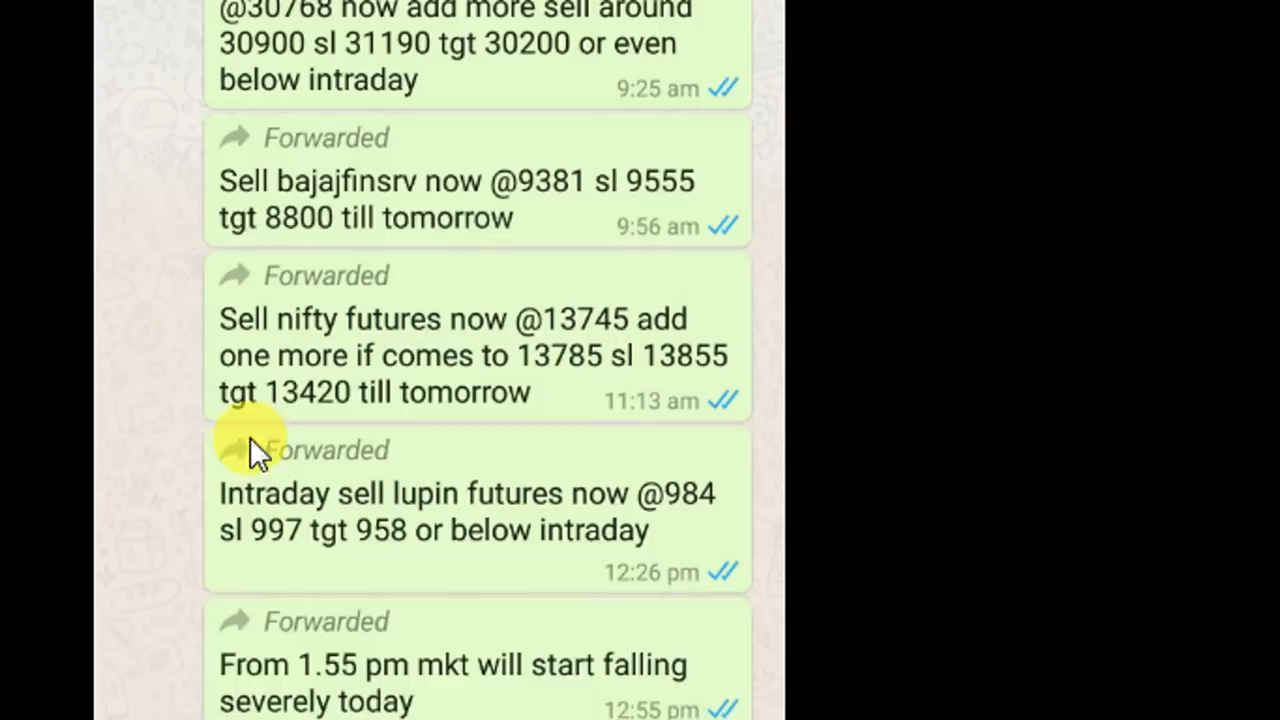 @30768 now add more sell around
30900 sl 31190 tgt 30200 or even
below intraday
9:25 am
Forwarded
Sell bajajfinsrv now @9381 sl 9555
tgt 8800 till tomorrow
9:56 am
Forwarded
Sell nifty futures now @13745 add
one more if comes to 13785 sl 13855
tgt 13420 till tomorrow
11:13 am
Forwarded
Intraday sell lupin futures now @984
sl 997 tgt 958 or below intraday
12:26 pm
Forwarded
From 1.55 pm mkt will start falling
severely today
12:55 pm